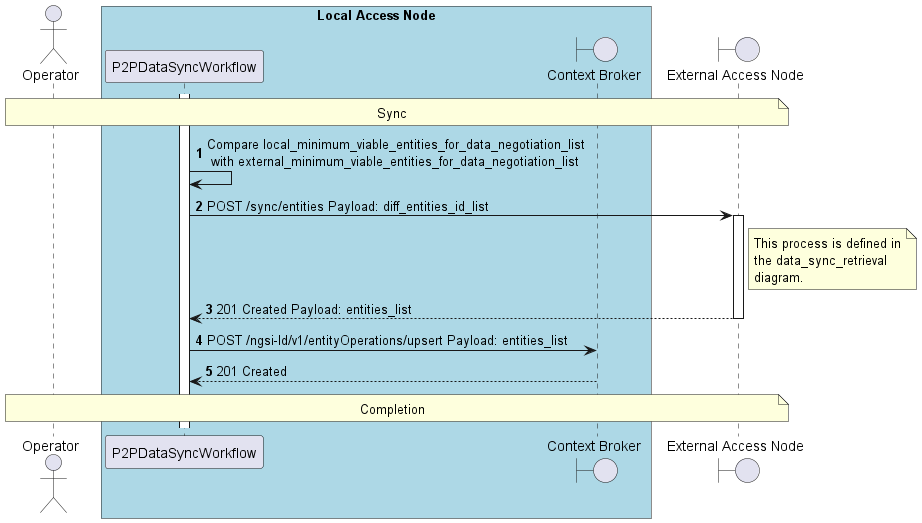 Local Access Node
Operator
P2PDataSyncWorkflow
Context Broker
External Access Node
Sync
1 Compare local_minimum_viable_entities_for_data_negotiation_list
with external_minimum_viable_entities_for_data_negotiation_list
2 POST /sync/entities Payload: diff_entities_id_list
This process is defined in
the data_sync_retrieval
diagram.
3 201 Created Payload: entities_list
4 POST /ngsi-ld/v1/entityOperations/upsert Payload: entities_list
5 201 Created
Completion
Operator
P2PDataSyncWorkflow
Context Broker
External Access Node